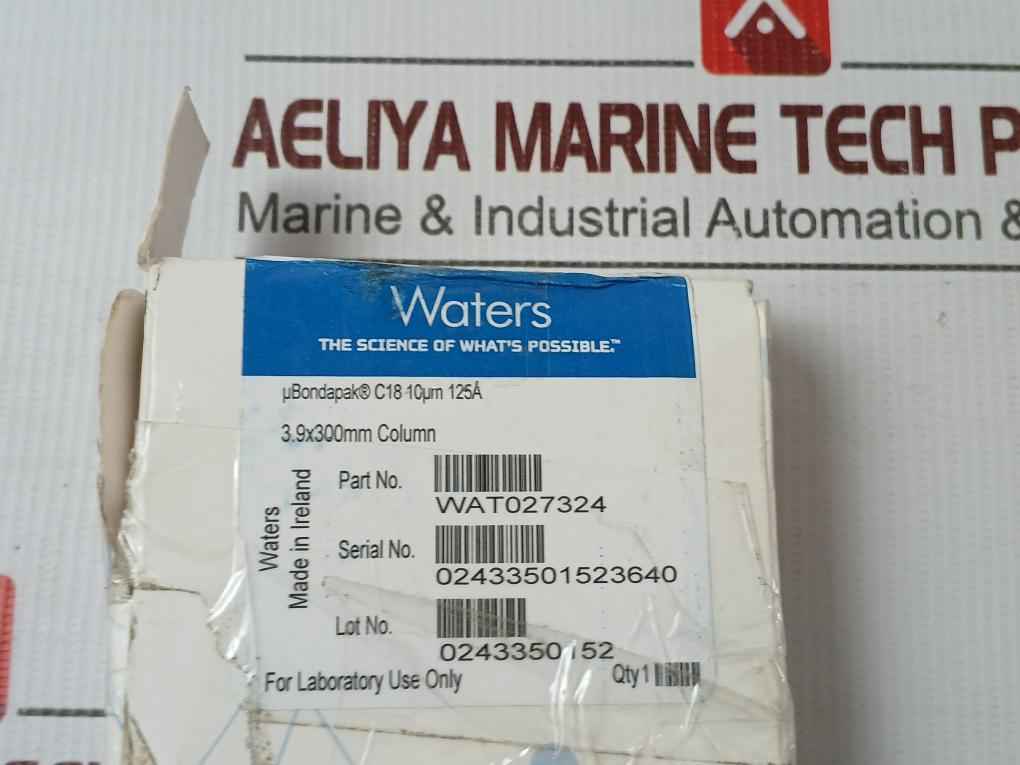 AELIYA MARINE TECH P
Marine & Industrial Automation &
Waters
THE SCIENCE OF WHAT'S POSSIBLE.™
µBondapak® C18 10µm 125Å
3.9x300mm Column
Waters
Made in Ireland
Part No.
WAT027324
Serial No.
02433501523640
Lot No.
0243350152
For Laboratory Use Only
Qty 1